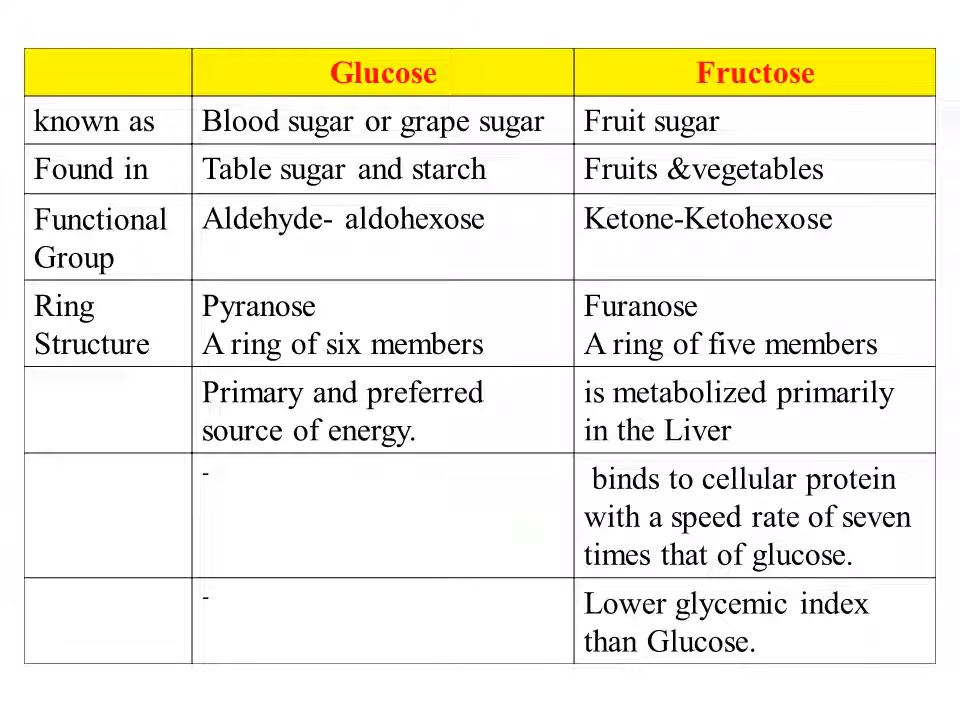 Glucose Fructose
known as Blood sugar or grape sugar Fruit sugar
Found in Table sugar and starch Fruits &vegetables
Functional Aldehyde- aldohexose Ketone-Ketohexose
Group
Ring Pyranose Furanose
Structure A ring of six members A ring of five members
Primary and preferred is metabolized primarily
source of energy. in the Liver
- binds to cellular protein
with a speed rate of seven
times that of glucose.
- Lower glycemic index
than Glucose.